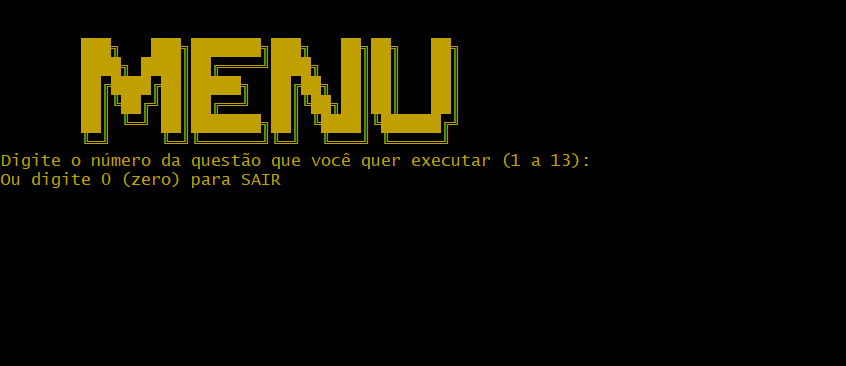 MENU
Digite o número da questão que você quer executar (1 a 13):
Ou digite 0 (zero) para SAIR